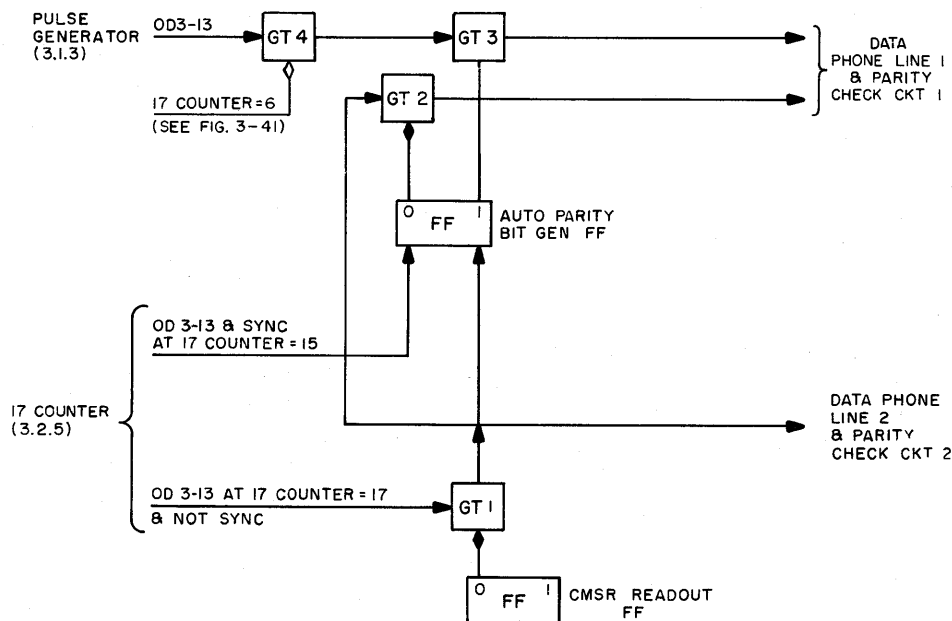 PULSE
GENERATOR
(3.1.3)
OD3-13
GT 4
GT 3
DATA
PHONE LINE 1
& PARITY
CHECK CKT 1
17 COUNTER=6
(SEE FIG. 3-41)
GT 2
0 FF 1
AUTO PARITY
BIT GEN FF
OD 3-13 & SYNC
AT 17 COUNTER=15
17 COUNTER
(3.2.5)
DATA PHONE
LINE 2
& PARITY
CHECK CKT 2
OD 3-13 AT 17 COUNTER=17
& NOT SYNC
GT 1
0 FF 1
CMSR READOUT
FF